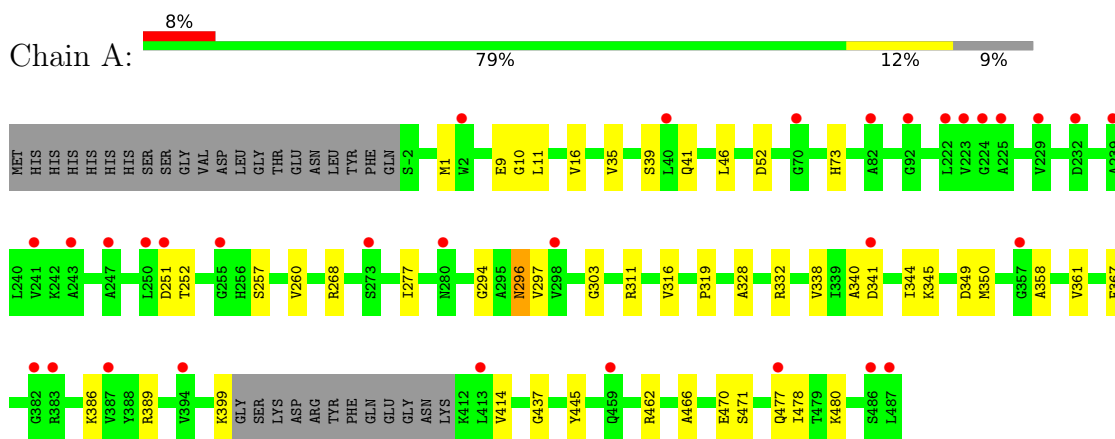 8%
Chain A:
79% 12% 9%
MET HIS HIS HIS HIS HIS HIS SER SER GLY VAL ASP LEU GLY THR GLU ASN LEU TYR PHE GLN S-2 M1 W2 E9 G10 L11 V16 V35 S39 L40 Q41 L46 D52 G70 H73 A82 G92 L222 V223 G224 A225 V229 D232 A239
L240 V241 K242 A243 A247 L250 D251 T252 G255 H256 S257 V260 R268 S273 I277 N280 G294 A295 N296 V297 V298 G303 R311 V316 P319 A328 R332 V338 I339 A340 D341 I344 K345 D349 M350 G357 A358 V361 E367
G382 R383 K386 V387 Y388 R389 V394 K399 GLY SER LYS ASP ARG TYR PHE GLN GLU GLY ASN LYS K412 L413 V414 G437 Y445 Q459 R462 A466 E470 S471 Q477 I478 T479 K480 S486 L487